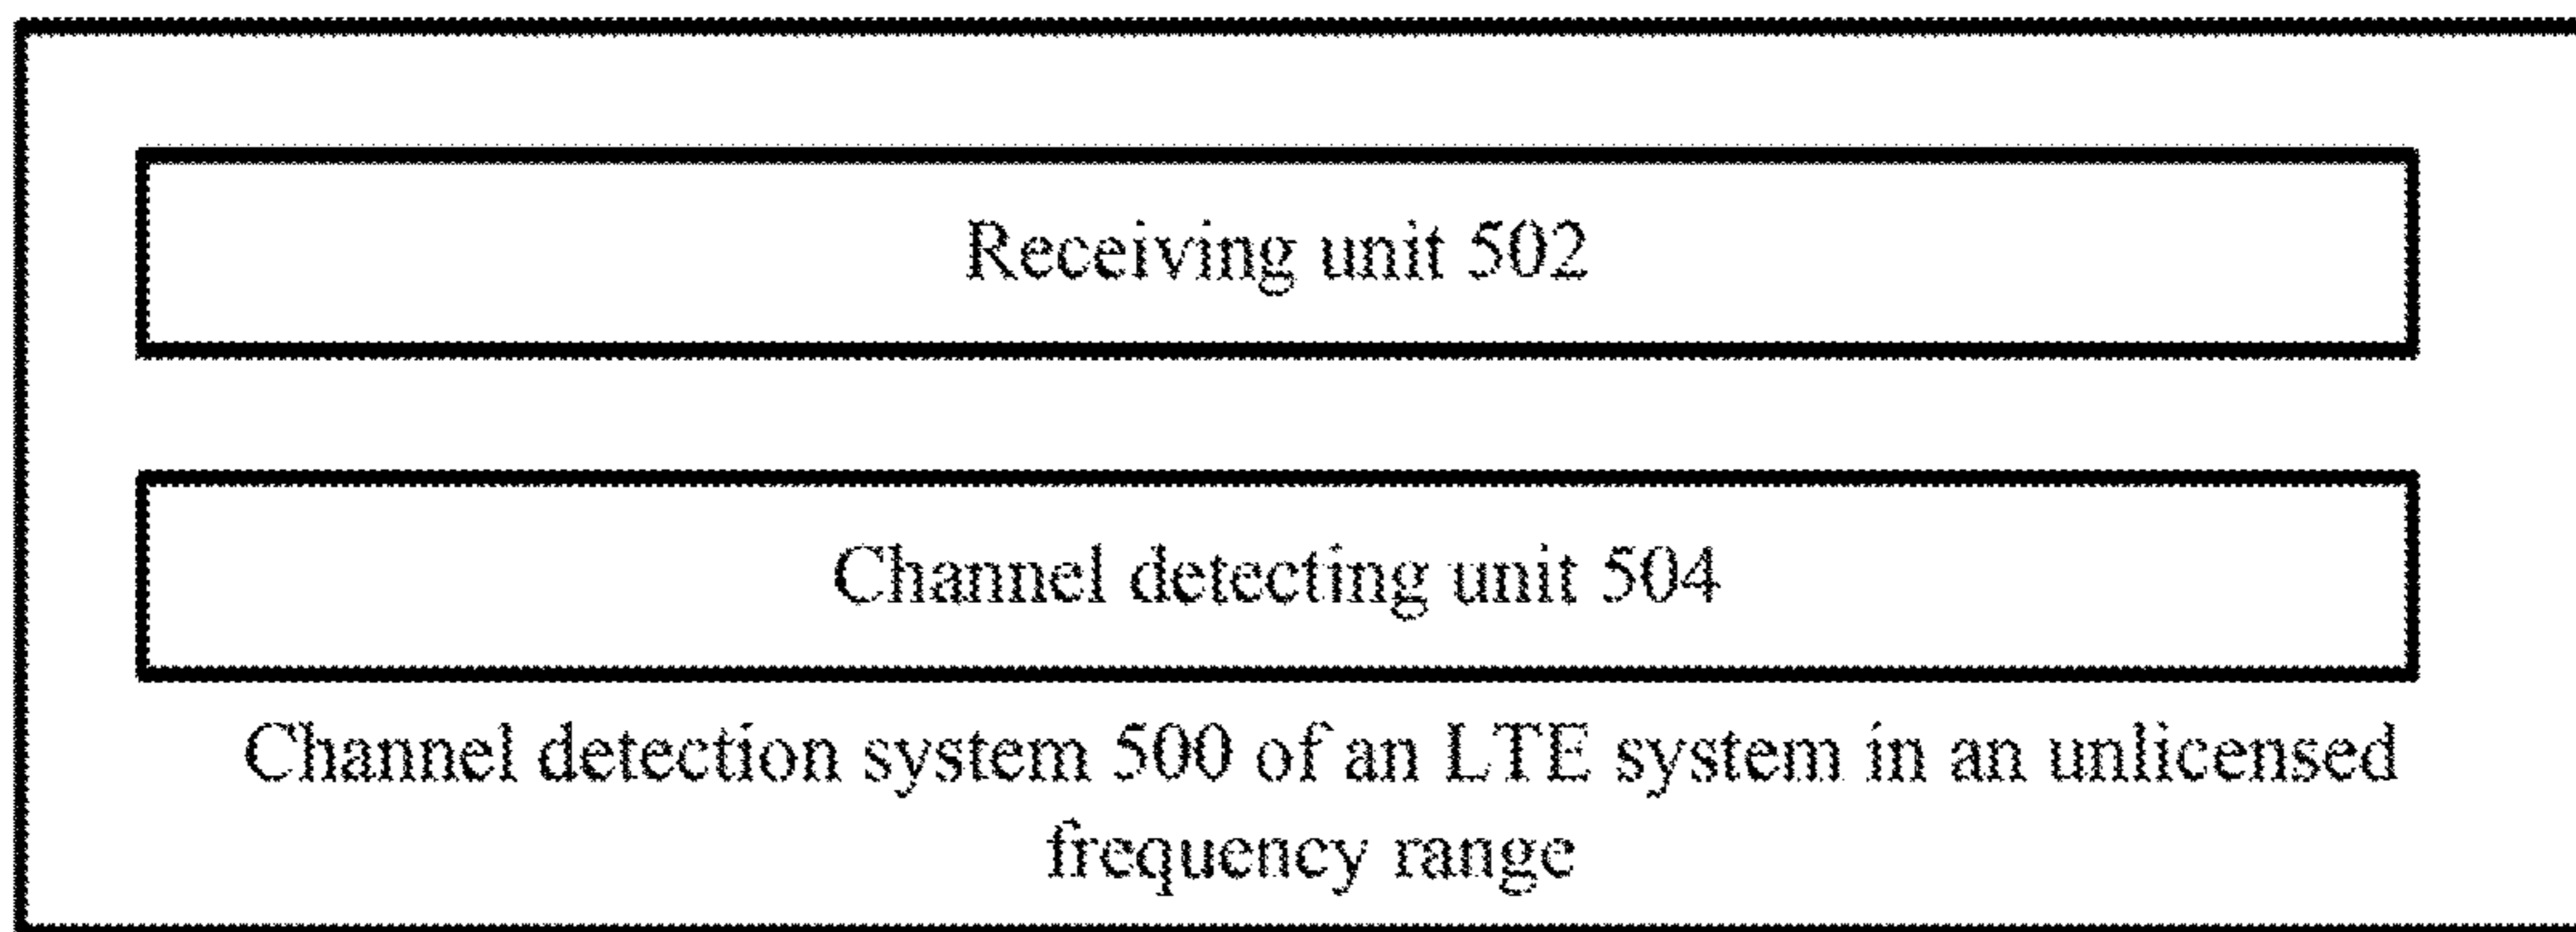 Receiving unit 502
Channel detecting unit 504
Channel detection system 500 of an LTE system in an unlicensed
frequency range